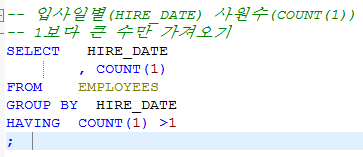 -- 입사일별(HIRE_DATE) 사원수(COUNT(1))
-- 1보다 큰 수만 가져오기
SELECT HIRE_DATE
, COUNT(1)
FROM EMPLOYEES
GROUP BY HIRE_DATE
HAVING COUNT(1) >1
;